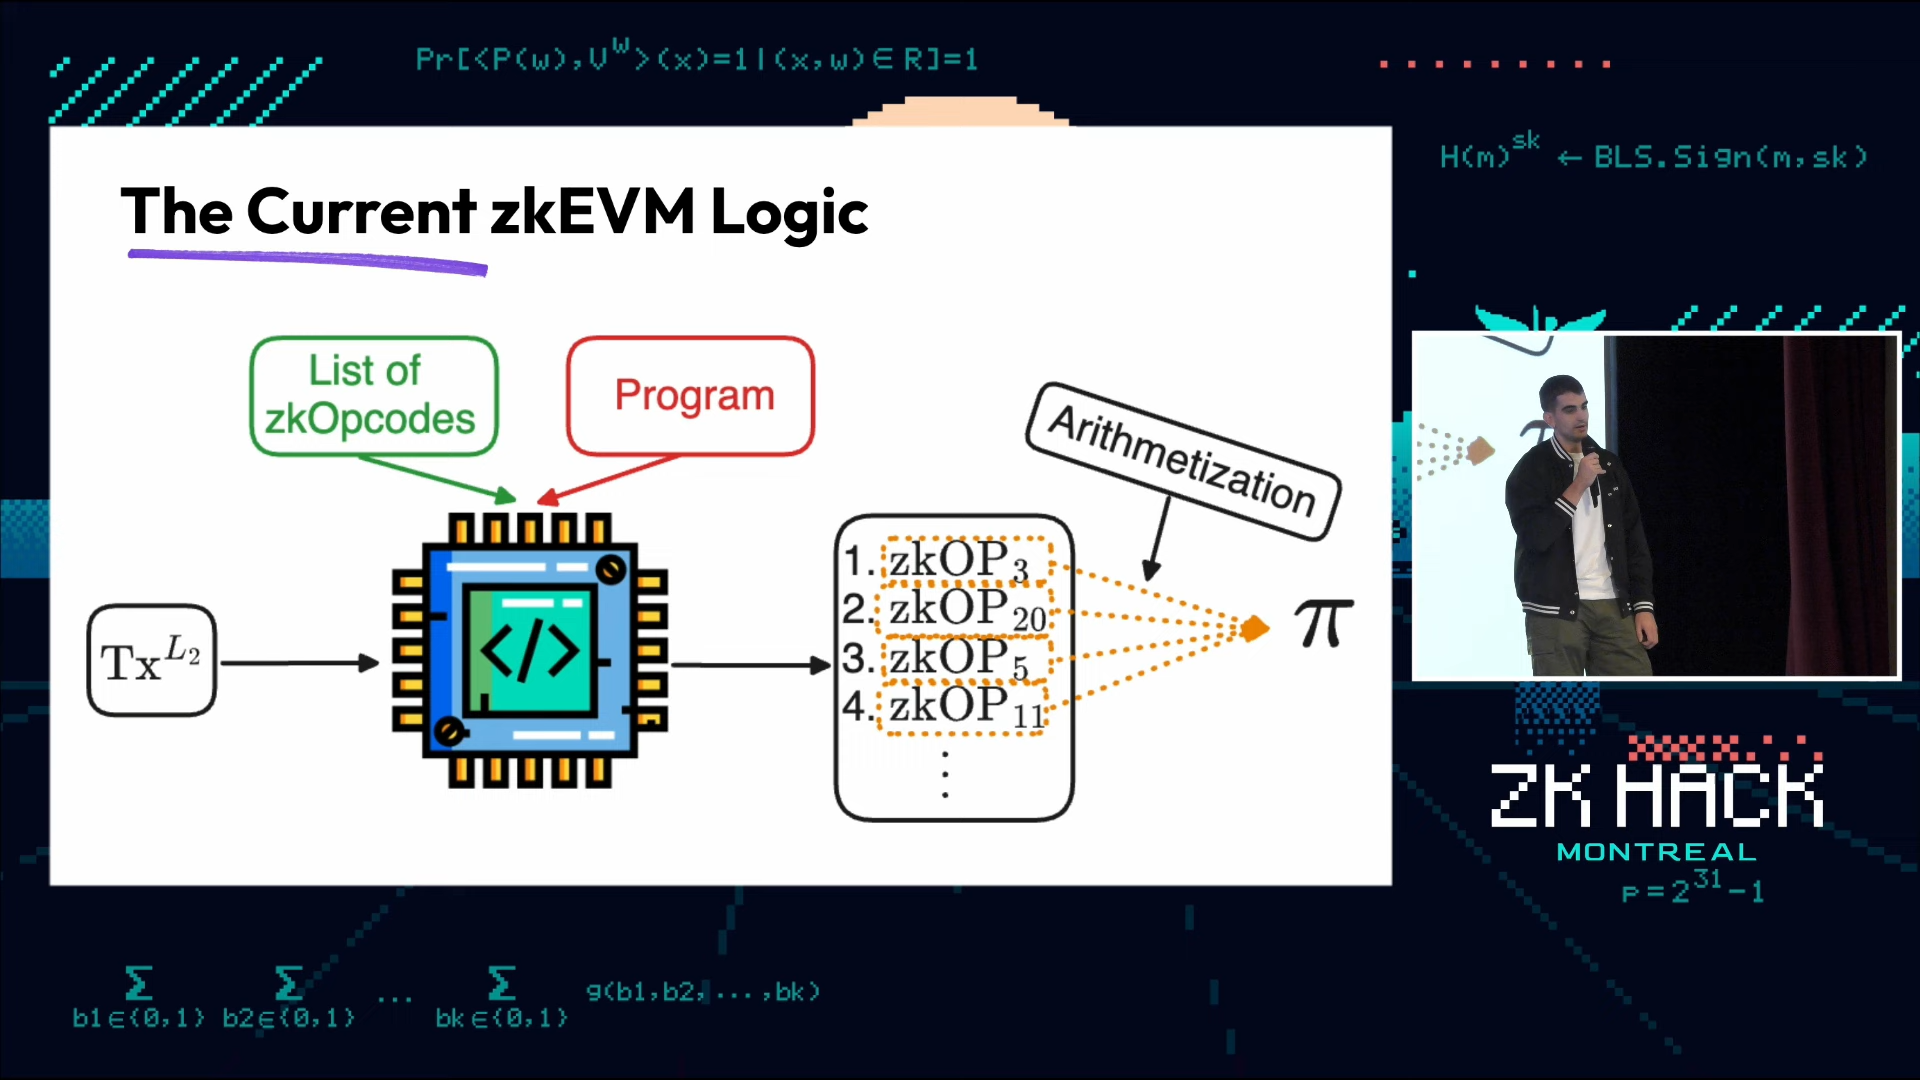 Pr[<P(w),V^w>(x)=1|(x,w)∈R]=1
H(m)^sk ← BLS.Sign(m,sk)
The Current zkEVM Logic
List of
zkOpcodes
Program
Arithmetization
Tx^L₂
</>
1. zkOP₃
2. zkOP₂₀
3. zkOP₅
4. zkOP₁₁
⋮
π
π
ZK HACK
MONTREAL
p=2^31-1
Σ Σ ... Σ g(b1,b2,...,bk)
b1∈{0,1} b2∈{0,1} bk∈{0,1}